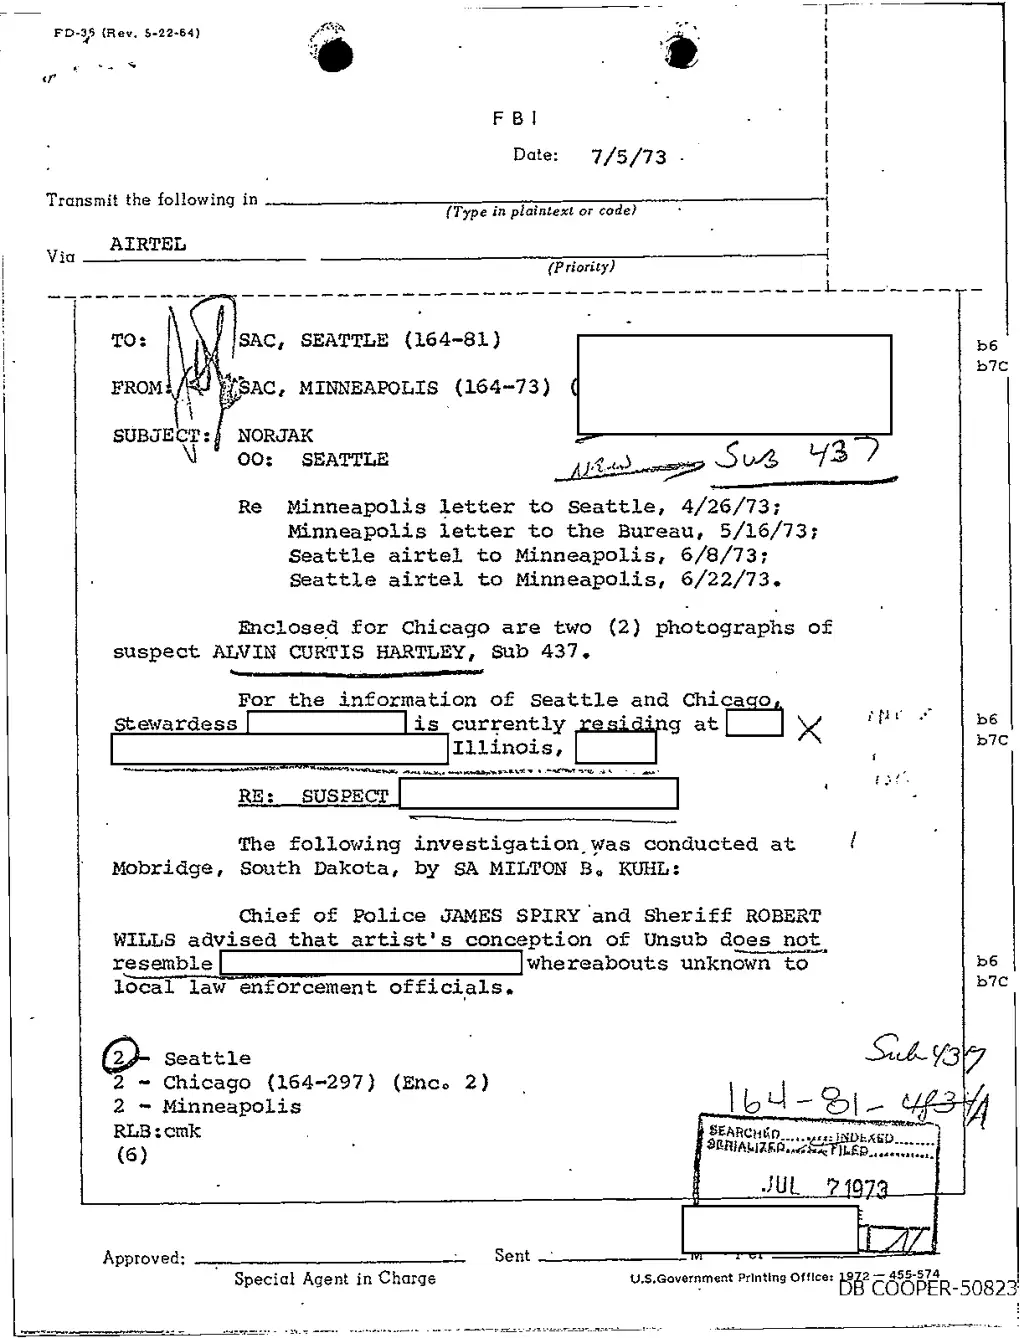 FD-36 (Rev. 5-22-64)
F B I
Date: 7/5/73
Transmit the following in
(Type in plaintext or code)
Via AIRTEL
(Priority)
TO: SAC, SEATTLE (164-81)
b6
b7C
FROM: SAC, MINNEAPOLIS (164-73) (
SUBJECT: NORJAK
OO: SEATTLE
New Sub 437
Re Minneapolis letter to Seattle, 4/26/73;
Minneapolis letter to the Bureau, 5/16/73;
Seattle airtel to Minneapolis, 6/8/73;
Seattle airtel to Minneapolis, 6/22/73.
Enclosed for Chicago are two (2) photographs of
suspect ALVIN CURTIS HARTLEY, Sub 437.
For the information of Seattle and Chicago,
Stewardess is currently residing at X
b6
b7C
Illinois,
RE: SUSPECT
The following investigation was conducted at
Mobridge, South Dakota, by SA MILTON B. KUHL:
Chief of Police JAMES SPIRY and Sheriff ROBERT
WILLS advised that artist's conception of Unsub does not
resemble whereabouts unknown to
b6
b7C
local law enforcement officials.
2 - Seattle
2 - Chicago (164-297) (Enc. 2)
2 - Minneapolis
RLB:cmk
(6)
Sub 437
164-81-
SEARCHED INDEXED
SERIALIZED FILED
JUL 7 1973
Approved: Sent M Per
Special Agent in Charge
U.S.Government Printing Office: 1972 - 455-574
DB COOPER-50823